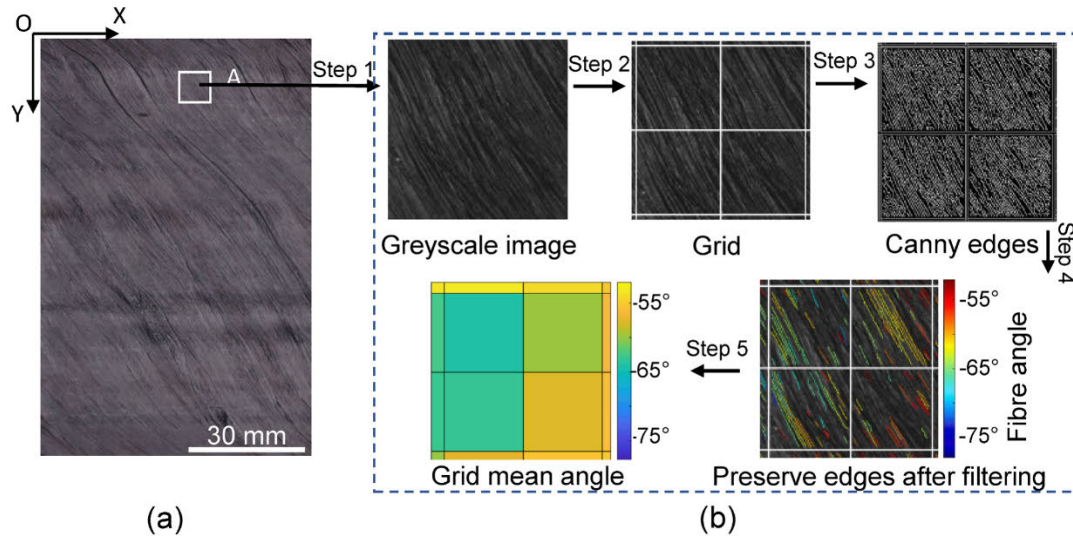 O
X
Y
A
30 mm
(a)
Step 1
Step 2
Step 3
Greyscale image
Grid
Canny edges
Step 4
-55°
-65°
-75°
Fibre angle
Preserve edges after filtering
Step 5
-55°
-65°
-75°
Grid mean angle
(b)